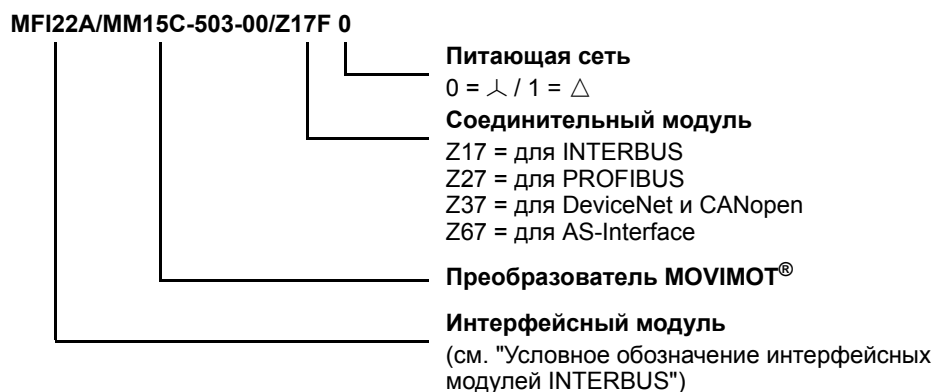 MFI22A/MM15C-503-00/Z17F 0
Питающая сеть
0 = ⅄ / 1 = △
Соединительный модуль
Z17 = для INTERBUS
Z27 = для PROFIBUS
Z37 = для DeviceNet и CANopen
Z67 = для AS-Interface
Преобразователь MOVIMOT®
Интерфейсный модуль
(см. "Условное обозначение интерфейсных
модулей INTERBUS")